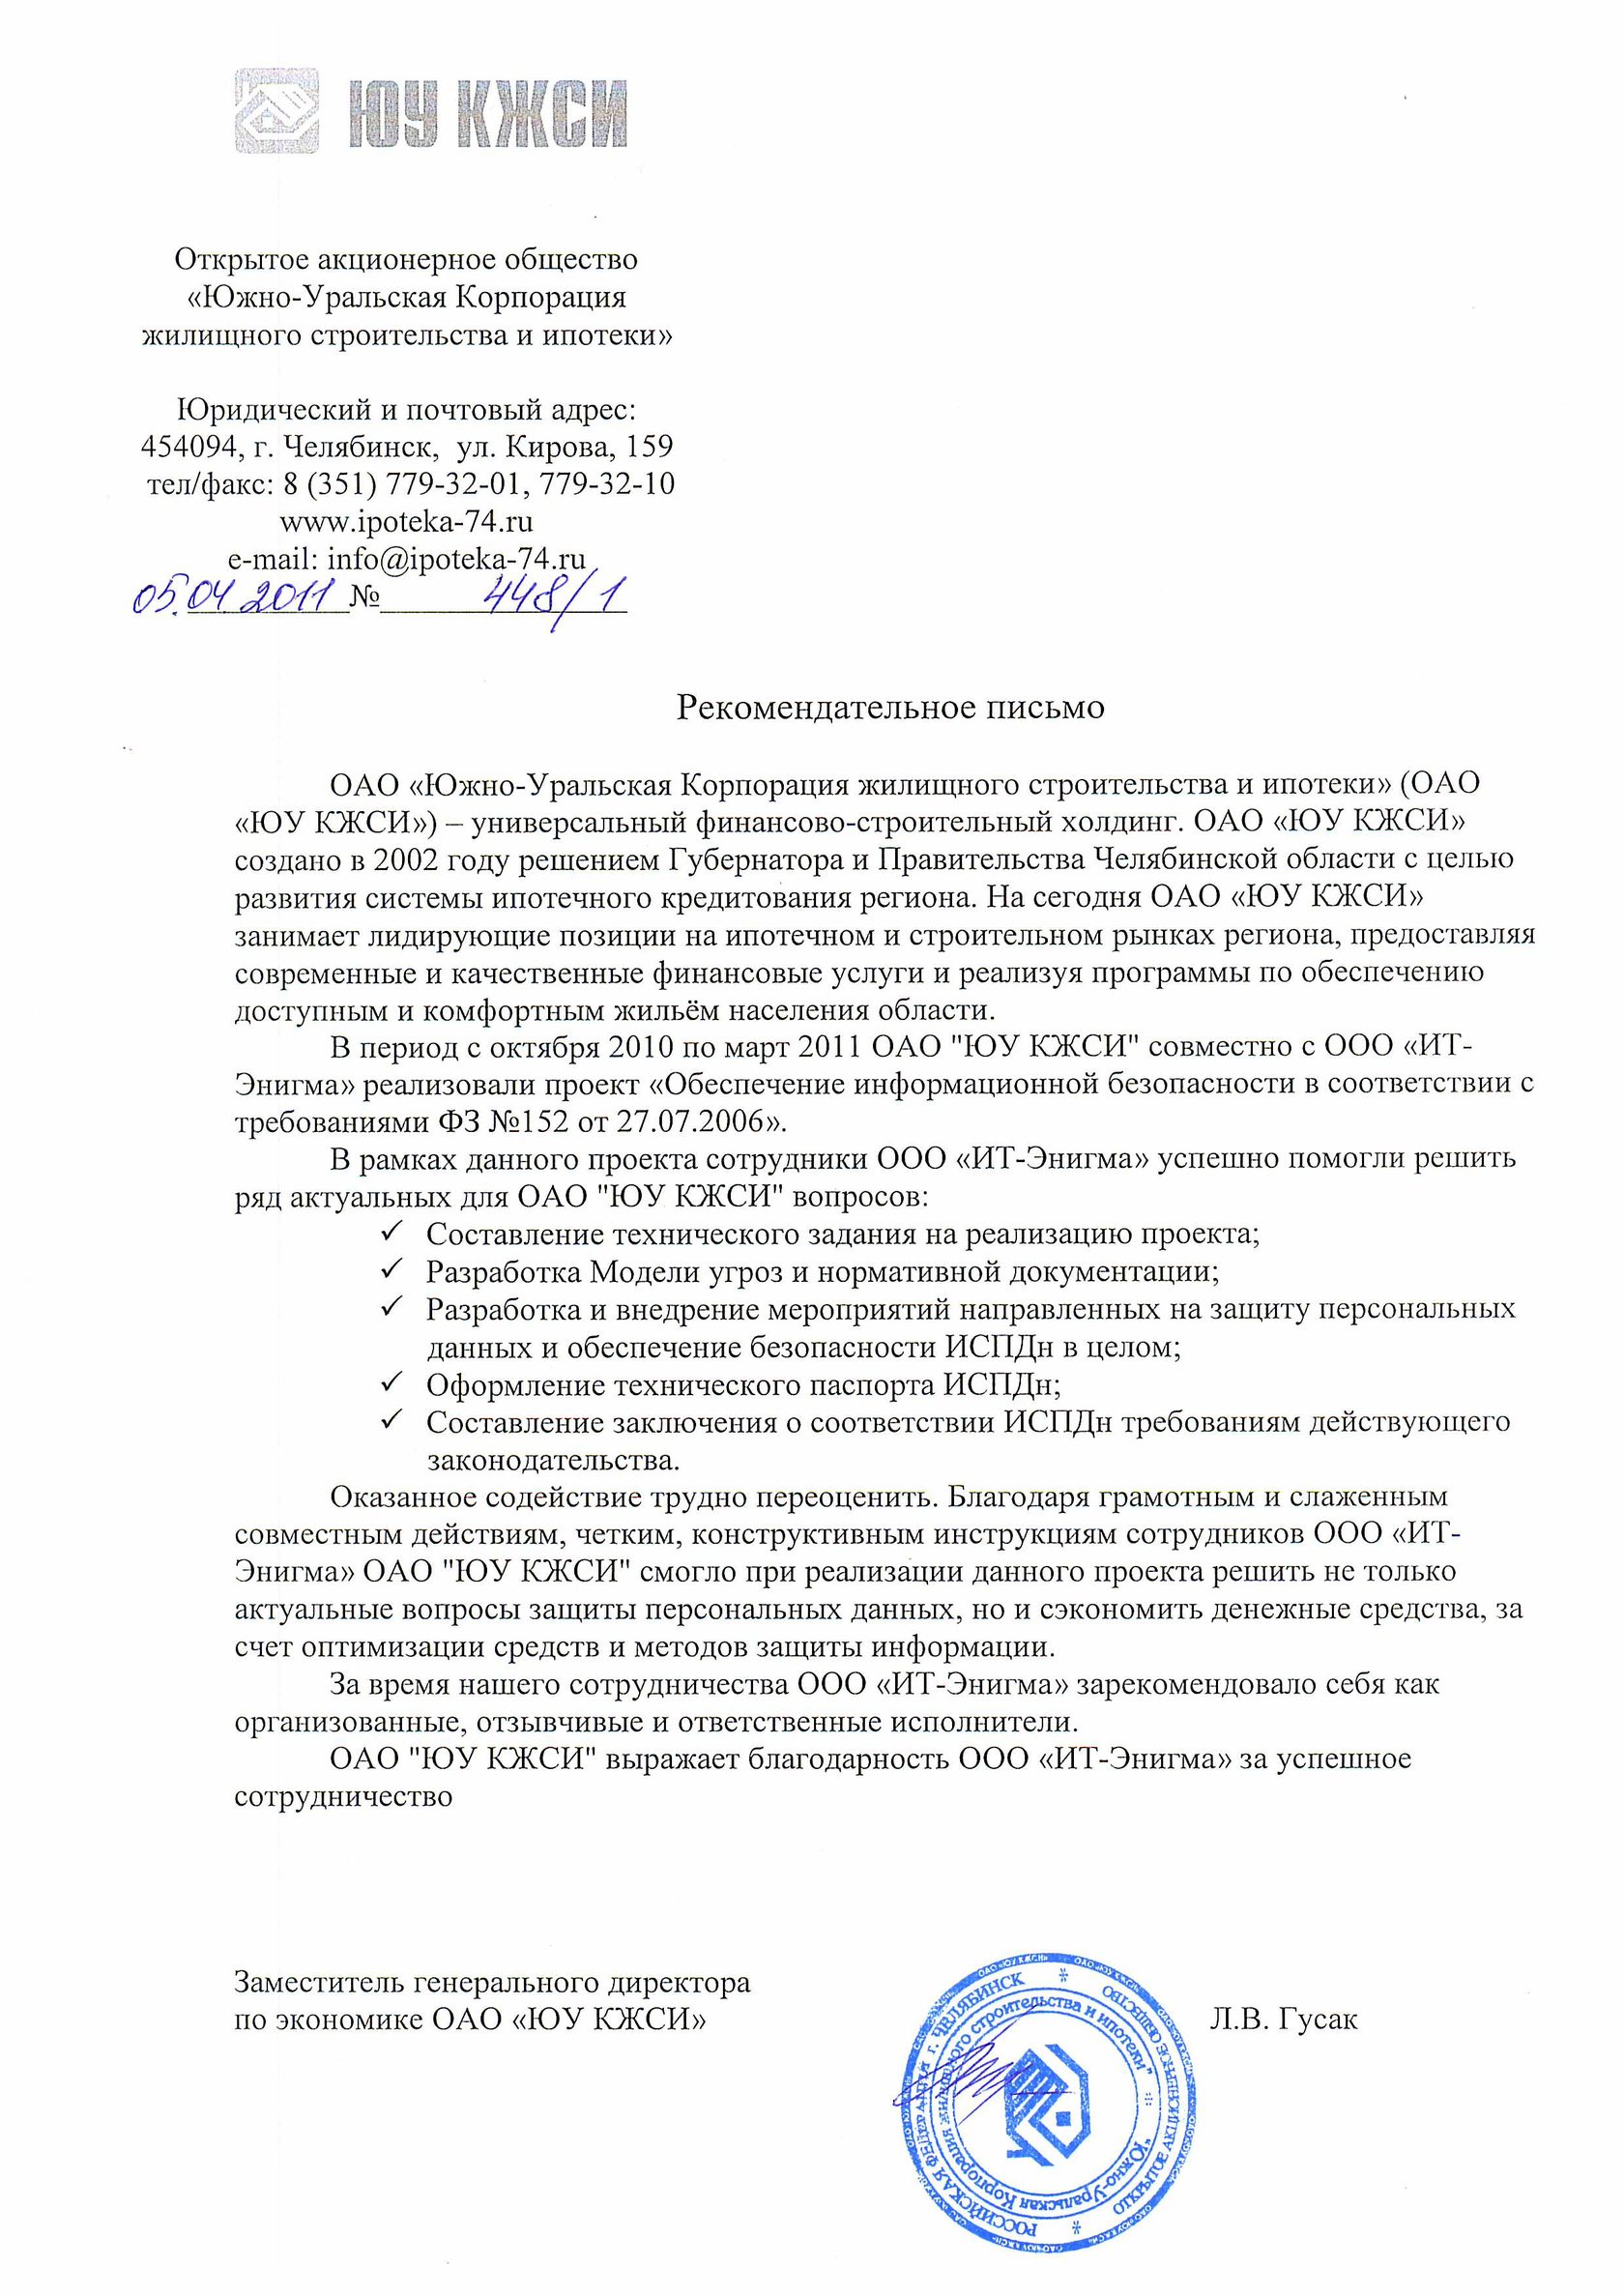 ЮУ КЖСИ
Открытое акционерное общество
«Южно-Уральская Корпорация
жилищного строительства и ипотеки»
Юридический и почтовый адрес:
454094, г. Челябинск, ул. Кирова, 159
тел/факс: 8 (351) 779-32-01, 779-32-10
www.ipoteka-74.ru
e-mail: info@ipoteka-74.ru
05.04 2011 № 448/1
Рекомендательное письмо
ОАО «Южно-Уральская Корпорация жилищного строительства и ипотеки» (ОАО
«ЮУ КЖСИ») – универсальный финансово-строительный холдинг. ОАО «ЮУ КЖСИ»
создано в 2002 году решением Губернатора и Правительства Челябинской области с целью
развития системы ипотечного кредитования региона. На сегодня ОАО «ЮУ КЖСИ»
занимает лидирующие позиции на ипотечном и строительном рынках региона, предоставляя
современные и качественные финансовые услуги и реализуя программы по обеспечению
доступным и комфортным жильём населения области.
В период с октября 2010 по март 2011 ОАО "ЮУ КЖСИ" совместно с ООО «ИТ-
Энигма» реализовали проект «Обеспечение информационной безопасности в соответствии с
требованиями ФЗ №152 от 27.07.2006».
В рамках данного проекта сотрудники ООО «ИТ-Энигма» успешно помогли решить
ряд актуальных для ОАО "ЮУ КЖСИ" вопросов:
✓ Составление технического задания на реализацию проекта;
✓ Разработка Модели угроз и нормативной документации;
✓ Разработка и внедрение мероприятий направленных на защиту персональных
данных и обеспечение безопасности ИСПДн в целом;
✓ Оформление технического паспорта ИСПДн;
✓ Составление заключения о соответствии ИСПДн требованиям действующего
законодательства.
Оказанное содействие трудно переоценить. Благодаря грамотным и слаженным
совместным действиям, четким, конструктивным инструкциям сотрудников ООО «ИТ-
Энигма» ОАО "ЮУ КЖСИ" смогло при реализации данного проекта решить не только
актуальные вопросы защиты персональных данных, но и сэкономить денежные средства, за
счет оптимизации средств и методов защиты информации.
За время нашего сотрудничества ООО «ИТ-Энигма» зарекомендовало себя как
организованные, отзывчивые и ответственные исполнители.
ОАО "ЮУ КЖСИ" выражает благодарность ООО «ИТ-Энигма» за успешное
сотрудничество
Заместитель генерального директора
по экономике ОАО «ЮУ КЖСИ»
Л.В. Гусак
РОССИЙСКАЯ ФЕДЕРАЦИЯ г. ЧЕЛЯБИНСК
ОТКРЫТОЕ АКЦИОНЕРНОЕ ОБЩЕСТВО
"Южно-Уральская Корпорация жилищного строительства и ипотеки"